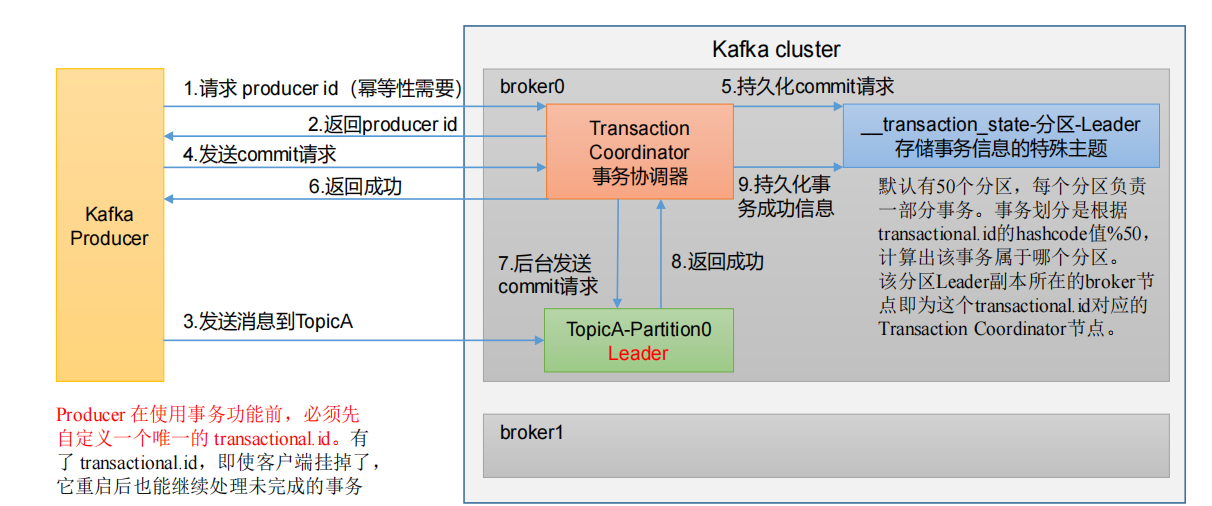 Kafka cluster
broker0
1.请求 producer id（幂等性需要）
2.返回producer id
4.发送commit请求
6.返回成功
Kafka
Producer
3.发送消息到TopicA
Transaction
Coordinator
事务协调器
5.持久化commit请求
__transaction_state-分区-Leader
存储事务信息的特殊主题
9.持久化事
务成功信息
默认有50个分区，每个分区负责
一部分事务。事务划分是根据
transactional.id的hashcode值%50，
计算出该事务属于哪个分区。
该分区Leader副本所在的broker节
点即为这个transactional.id对应的
Transaction Coordinator节点。
7.后台发送
commit请求
8.返回成功
TopicA-Partition0
Leader
broker1
Producer 在使用事务功能前，必须先
自定义一个唯一的 transactional.id。有
了 transactional.id，即使客户端挂掉了，
它重启后也能继续处理未完成的事务